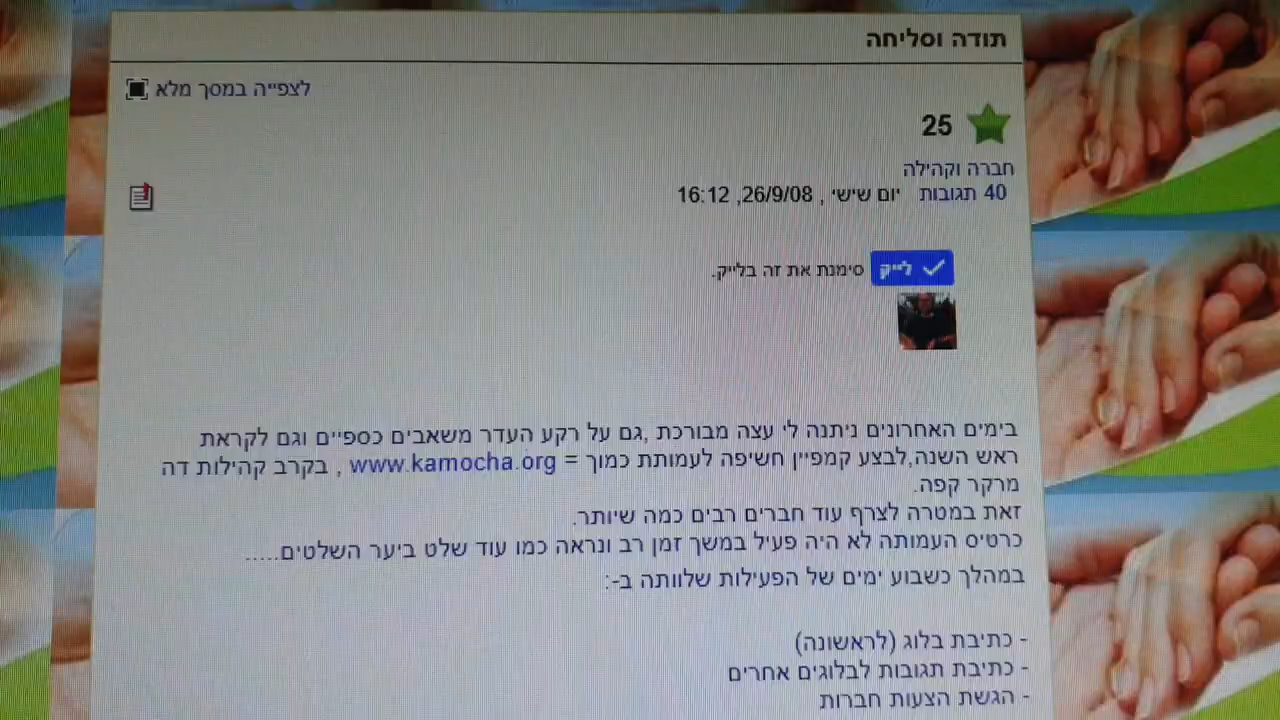 תודה וסליחה
לצפייה במסך מלא
25
חברה וקהילה
40 תגובות   יום שישי , 26/9/08, 16:12
לייק סימנת את זה בלייק.
בימים האחרונים ניתנה לי עצה מבורכת ,גם על רקע העדר משאבים כספיים וגם לקראת
ראש השנה,לבצע קמפיין חשיפה לעמותת כמוך = www.kamocha.org , בקרב קהילות דה
מרקר קפה.
זאת במטרה לצרף עוד חברים רבים כמה שיותר.
כרטיס העמותה לא היה פעיל במשך זמן רב ונראה כמו עוד שלט ביער השלטים.....
במהלך כשבוע ימים של הפעילות שלוותה ב-:
- כתיבת בלוג (לראשונה)
- כתיבת תגובות לבלוגים אחרים
- הגשת הצעות חברות